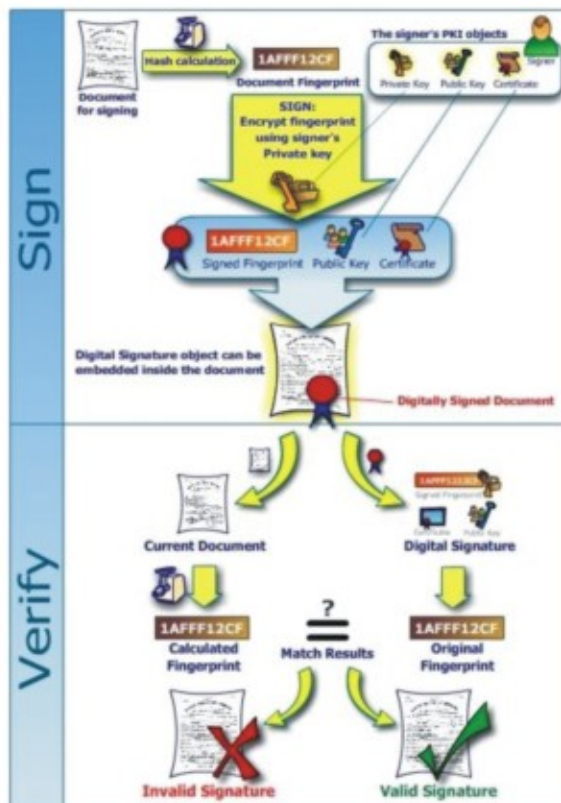 Sign
The signer's PKI objects
Signer
Private Key
Public Key
Certificate
Document
for signing
Hash calculation
1AFFF12CF
Document Fingerprint
SIGN:
Encrypt fingerprint
using signer's
Private key
1AFFF12CF
Signed Fingerprint
Public Key
Certificate
Digital Signature object can be
embedded inside the document
Digitally Signed Document
Verify
Current Document
Public Key
Digital Signature
1AFFF12CF
Calculated
Fingerprint
?
=
Match Results
1AFFF12CF
Original
Fingerprint
Invalid Signature
Valid Signature